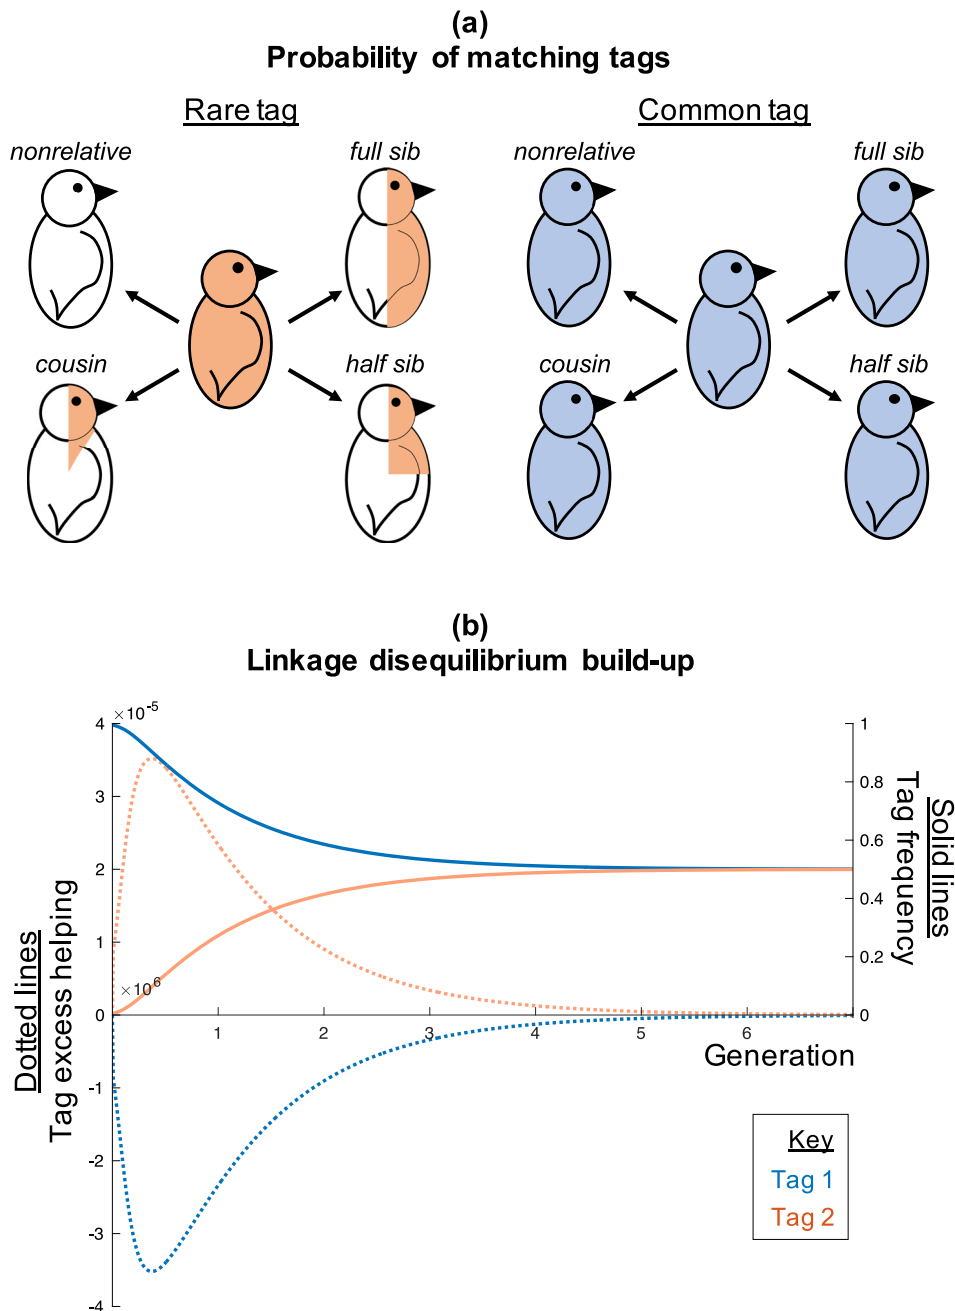 (a)
Probability of matching tags
Rare tag
Common tag
nonrelative
full sib
nonrelative
full sib
cousin
half sib
cousin
half sib
(b)
Linkage disequilibrium build-up
×10-5
4
3
2
1
0
-1
-2
-3
-4
1
0.8
0.6
0.4
0.2
0
×106
1
2
3
4
5
6
Generation
Dotted lines
Tag excess helping
Solid lines
Tag frequency
Key
Tag 1
Tag 2